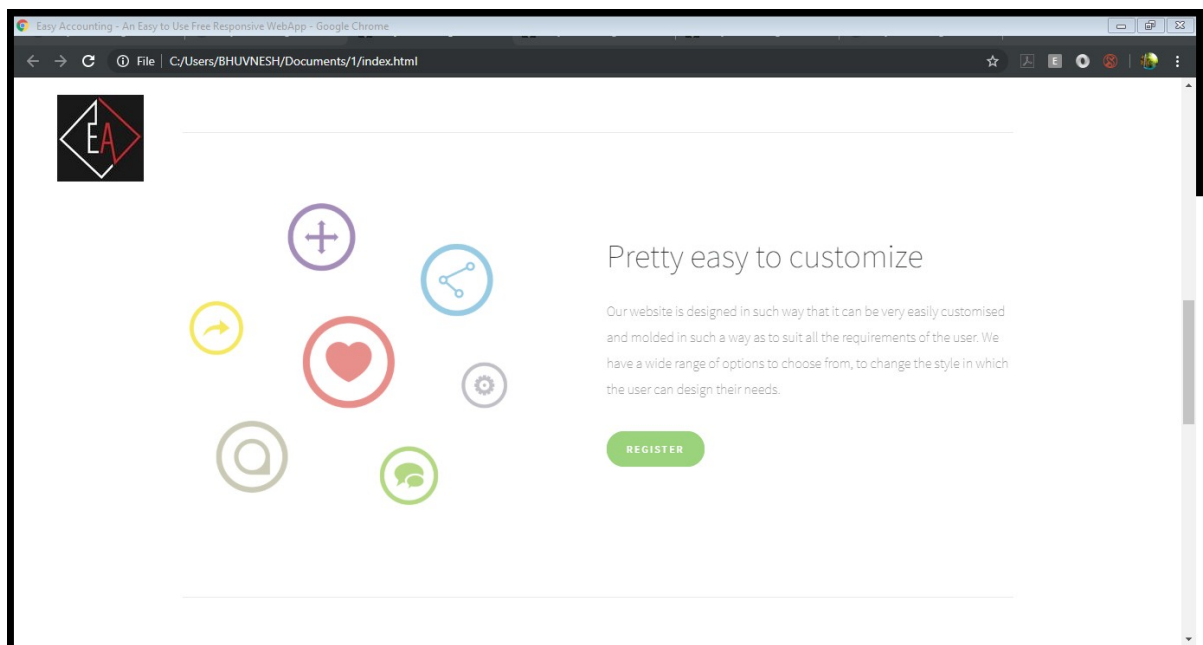 Easy Accounting - An Easy to Use Free Responsive WebApp - Google Chrome
File | C:/Users/BHUVNESH/Documents/1/index.html
E
EA
Pretty easy to customize
Our website is designed in such way that it can be very easily customised
and molded in such a way as to suit all the requirements of the user. We
have a wide range of options to choose from, to change the style in which
the user can design their needs.
REGISTER